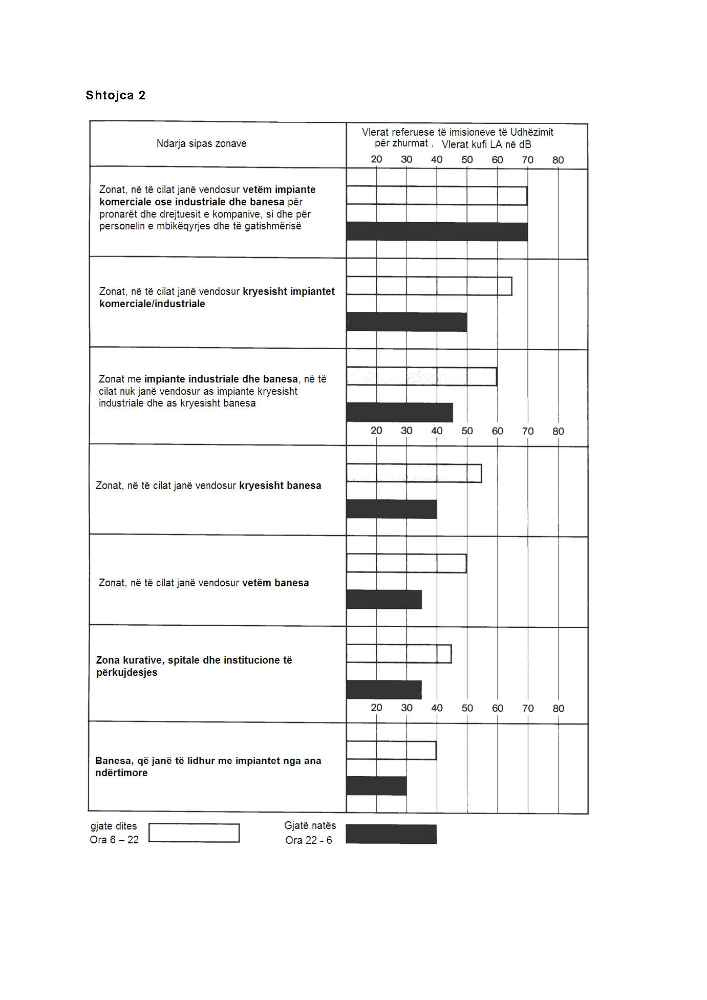 Shtojca 2
Ndarja sipas zonave
Vlerat referuese të imisioneve të Udhëzimit
për zhurmat , Vlerat kufi LA në dB
20 30 40 50 60 70 80
Zonat, në të cilat janë vendosur vetëm impiante
komerciale ose industriale dhe banesa për
pronarët dhe drejtuesit e kompanive, si dhe për
personelin e mbikëqyrjes dhe të gatishmërisë
Zonat, në të cilat janë vendosur kryesisht impiantet
komerciale/industriale
Zonat me impiante industriale dhe banesa, në të
cilat nuk janë vendosur as impiante kryesisht
industriale dhe as kryesisht banesa
20 30 40 50 60 70 80
Zonat, në të cilat janë vendosur kryesisht banesa
Zonat, në të cilat janë vendosur vetëm banesa
Zona kurative, spitale dhe institucione të
përkujdesjes
20 30 40 50 60 70 80
Banesa, që janë të lidhur me impiantet nga ana
ndërtimore
gjate dites
Ora 6 – 22
Gjatë natës
Ora 22 - 6